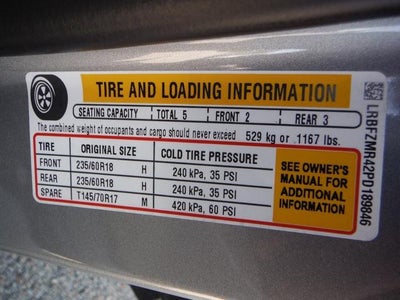 TIRE AND LOADING INFORMATION
SEATING CAPACITY | TOTAL 5 | FRONT 2 | REAR 3
The combined weight of occupants and cargo should never exceed 529 kg or .1167 lbs.
TIRE ORIGINAL SIZE COLD TIRE PRESSURE
FRONT 235/60R18 H 240 kPa, 35 PSI
REAR 235/60R18 H 240 kPa, 35 PSI
SPARE T145/70R17 M 420 kPa, 60 PSI
SEE OWNER'S
MANUAL FOR
ADDITIONAL
INFORMATION
LRBFZMR42PD189846